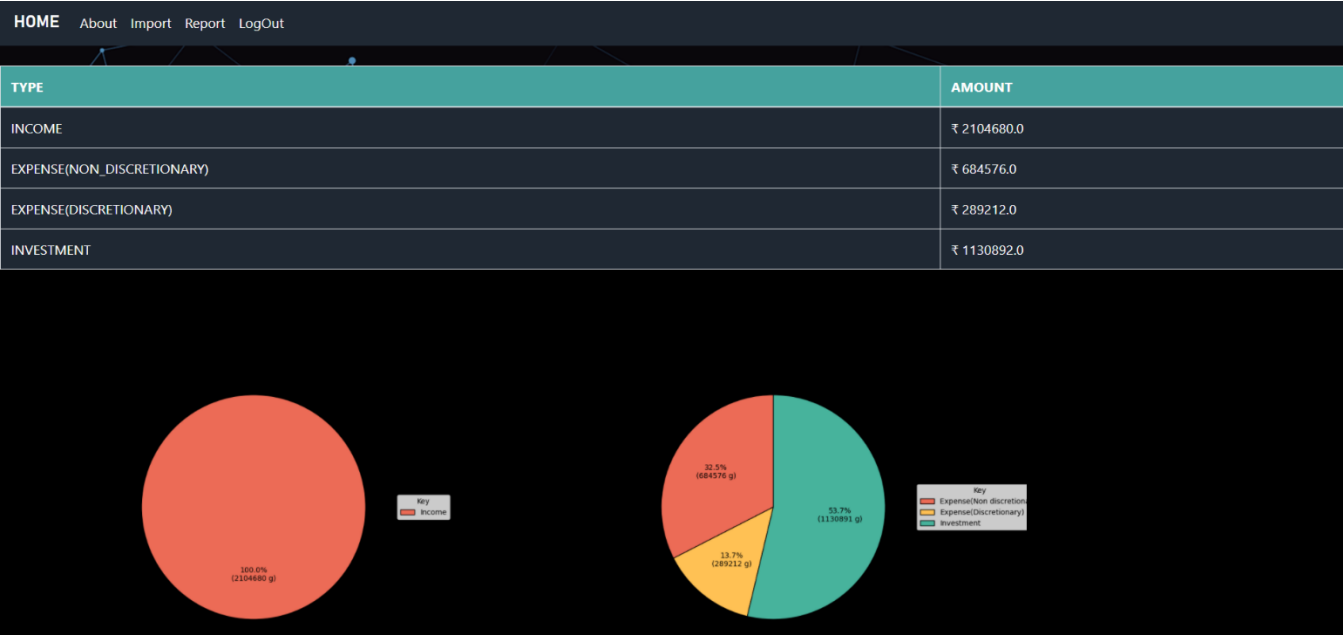 HOME About Import Report LogOut
TYPE AMOUNT
INCOME ₹ 2104680.0
EXPENSE(NON_DISCRETIONARY) ₹ 684576.0
EXPENSE(DISCRETIONARY) ₹ 289212.0
INVESTMENT ₹ 1130892.0
100.0%
(2104680 g)
Key
Income
32.5%
(684576 g)
53.7%
(1130891 g)
13.7%
(289212 g)
Key
Expense(Non discretion
Expense(Discretionary)
Investment